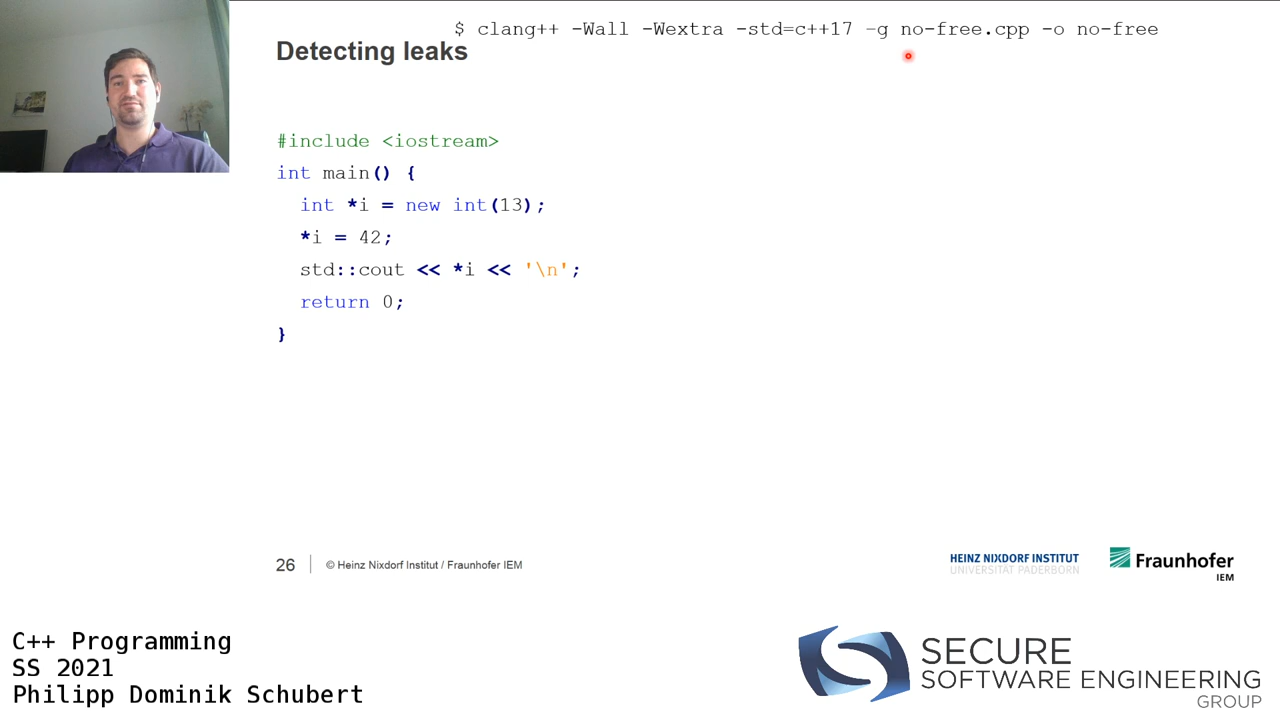 $ clang++ -Wall -Wextra -std=c++17 -g no-free.cpp -o no-free
Detecting leaks
#include <iostream>
int main() {
  int *i = new int(13);
  *i = 42;
  std::cout << *i << '\n';
  return 0;
}
26
© Heinz Nixdorf Institut / Fraunhofer IEM
HEINZ NIXDORF INSTITUT
UNIVERSITÄT PADERBORN
Fraunhofer
IEM
C++ Programming
SS 2021
Philipp Dominik Schubert
SECURE
SOFTWARE ENGINEERING
GROUP